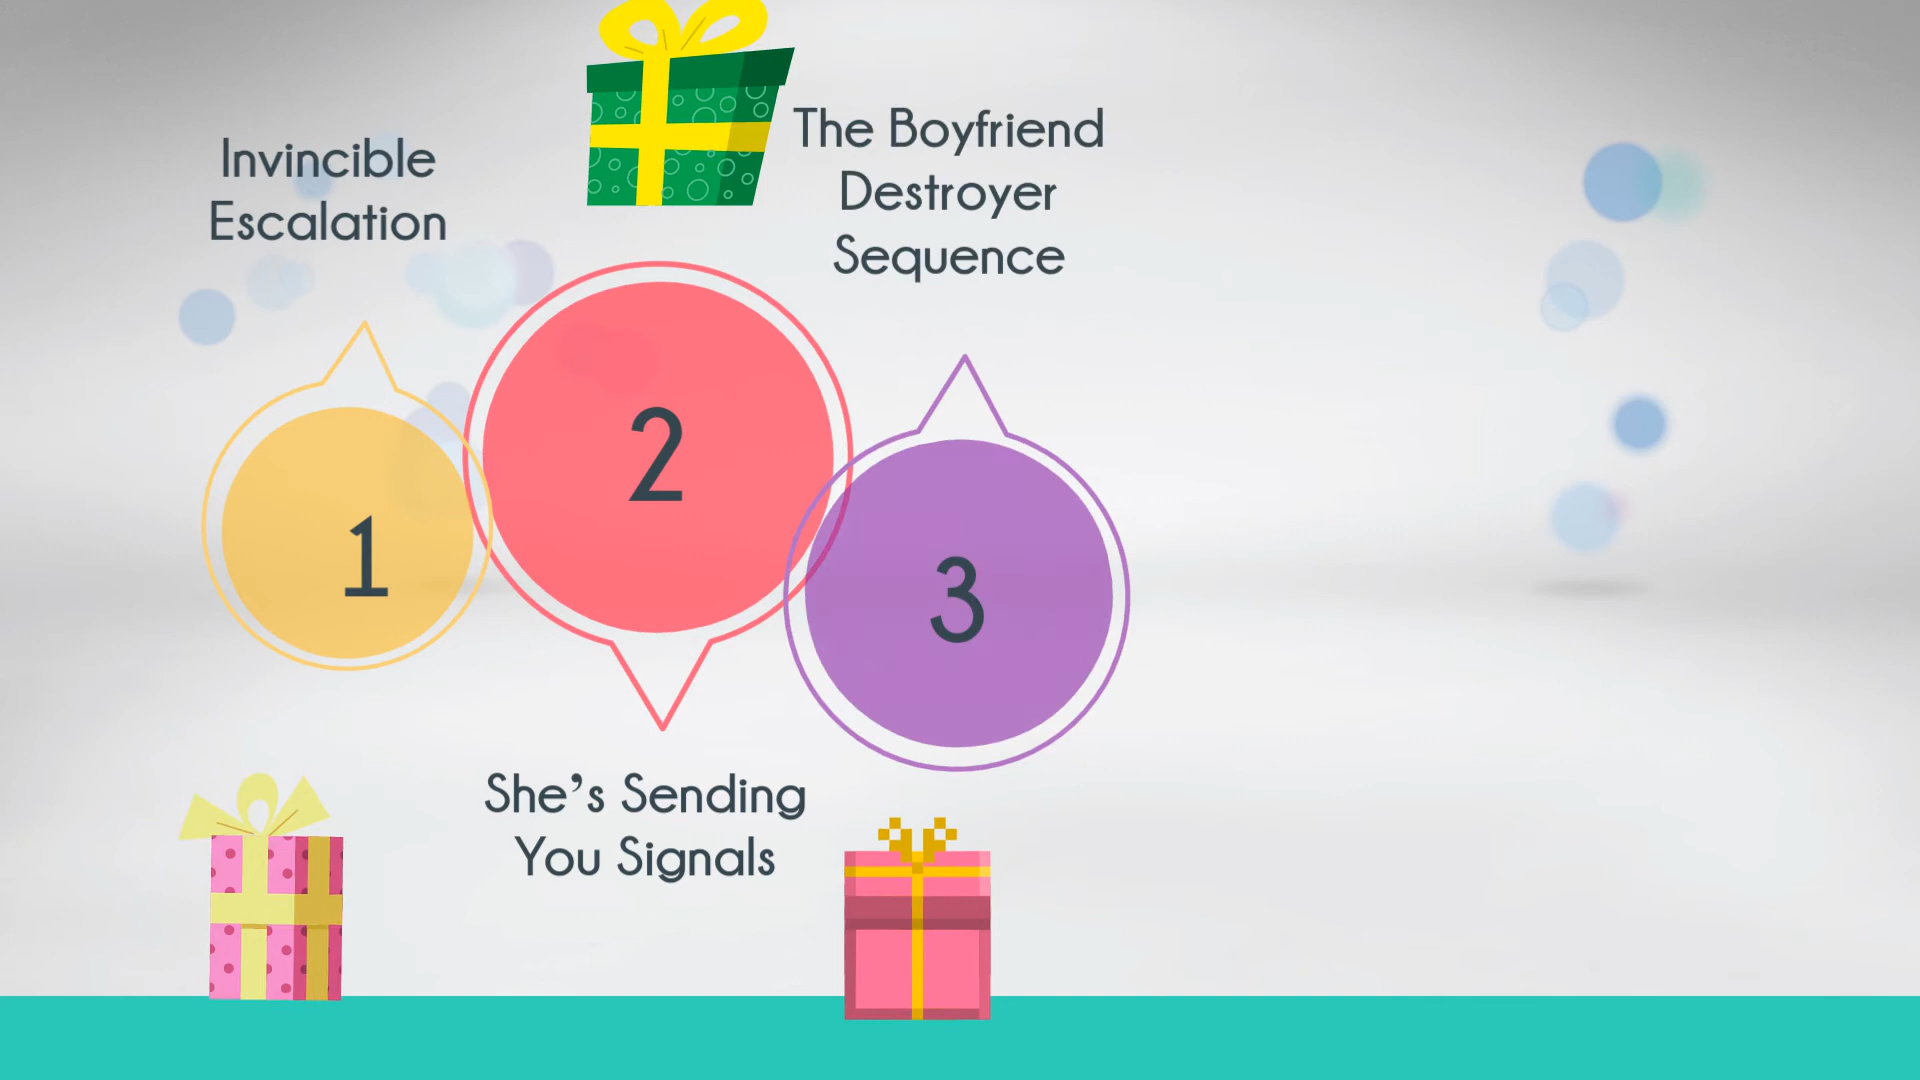 Invincible
Escalation
1
2
She’s Sending
You Signals
The Boyfriend
Destroyer
Sequence
3